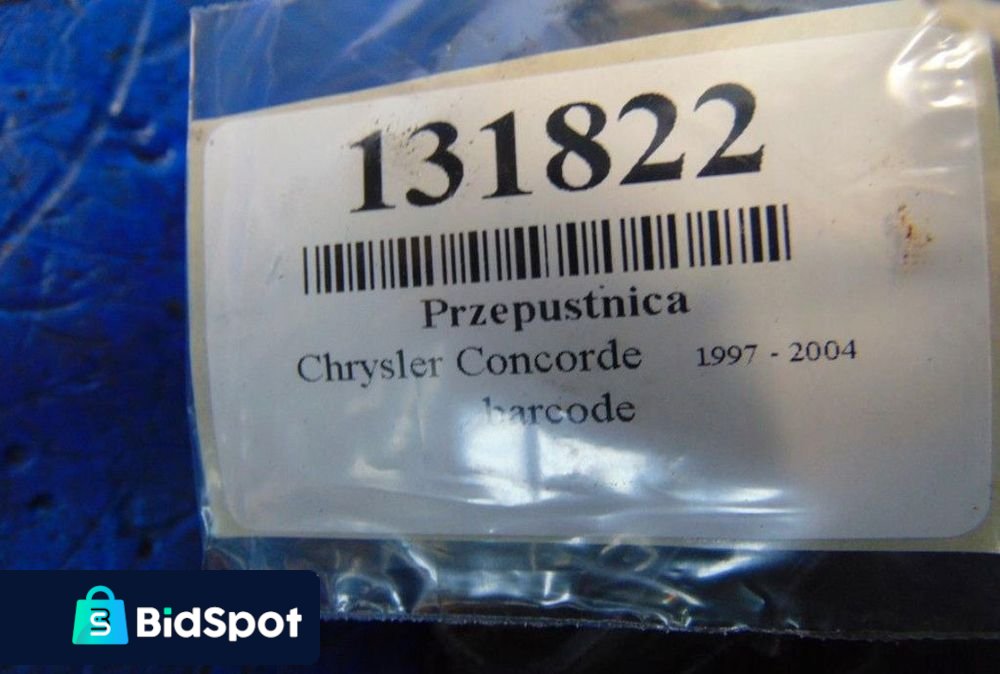 131822
Przepustnica
Chrysler Concorde 1997 - 2004
barcode
BidSpot